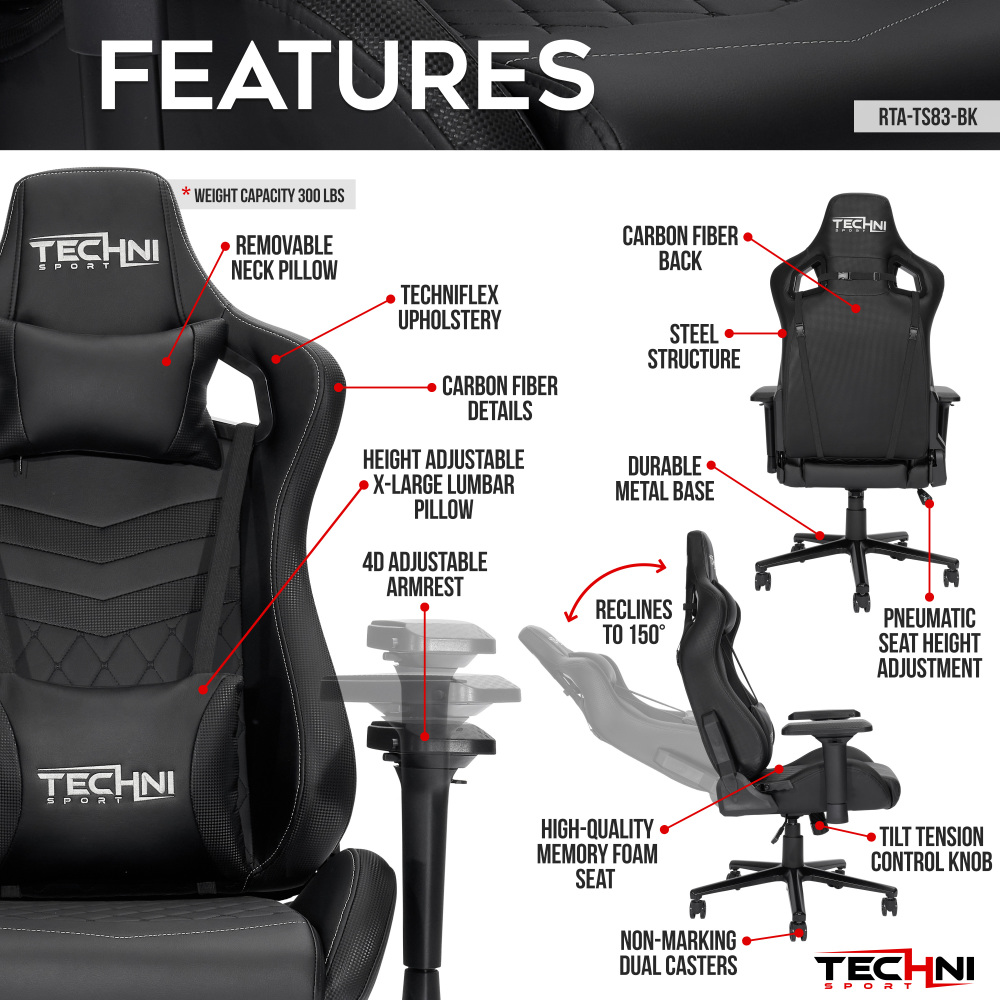 FEATURES
RTA-TS83-BK
* WEIGHT CAPACITY 300 LBS
TECHNI
SPORT
REMOVABLE
NECK PILLOW
TECHNIFLEX
UPHOLSTERY
CARBON FIBER
DETAILS
HEIGHT ADJUSTABLE
X-LARGE LUMBAR
PILLOW
4D ADJUSTABLE
ARMREST
TECHNI
SPORT
TECHNI
SPORT
CARBON FIBER
BACK
STEEL
STRUCTURE
DURABLE
METAL BASE
PNEUMATIC
SEAT HEIGHT
ADJUSTMENT
RECLINES
TO 150°
HIGH-QUALITY
MEMORY FOAM
SEAT
TILT TENSION
CONTROL KNOB
NON-MARKING
DUAL CASTERS
TECHNI
SPORT